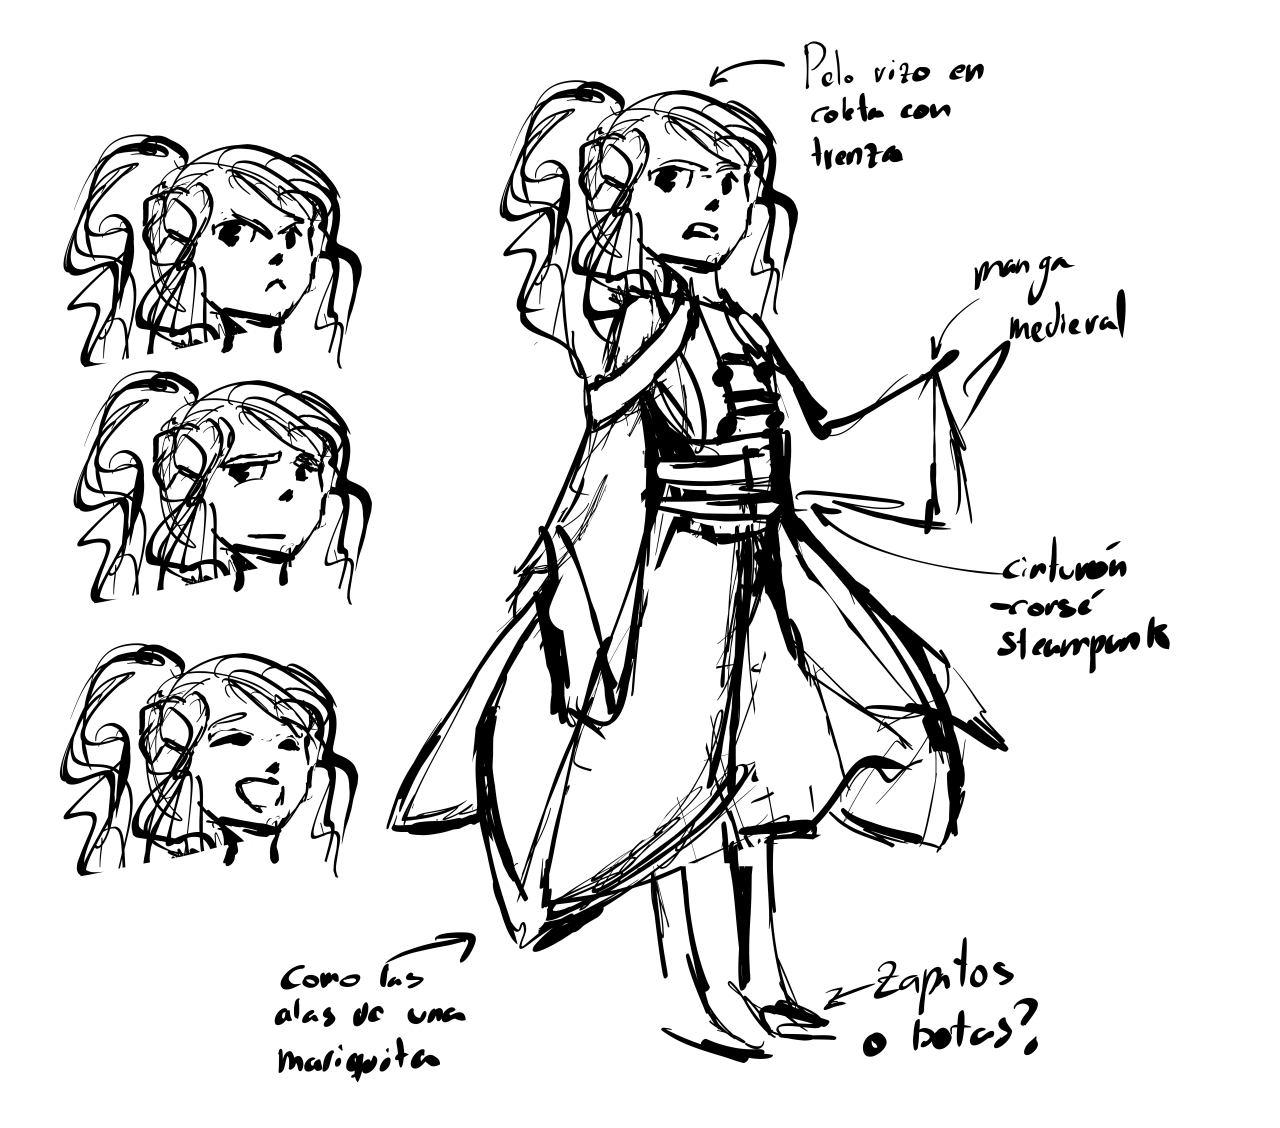 Pelo rizo en
coleta con
trenza
manga
medieval
cinturón
-corsé
steampunk
Como las
alas de una
mariquita
Zapatos
o botas?